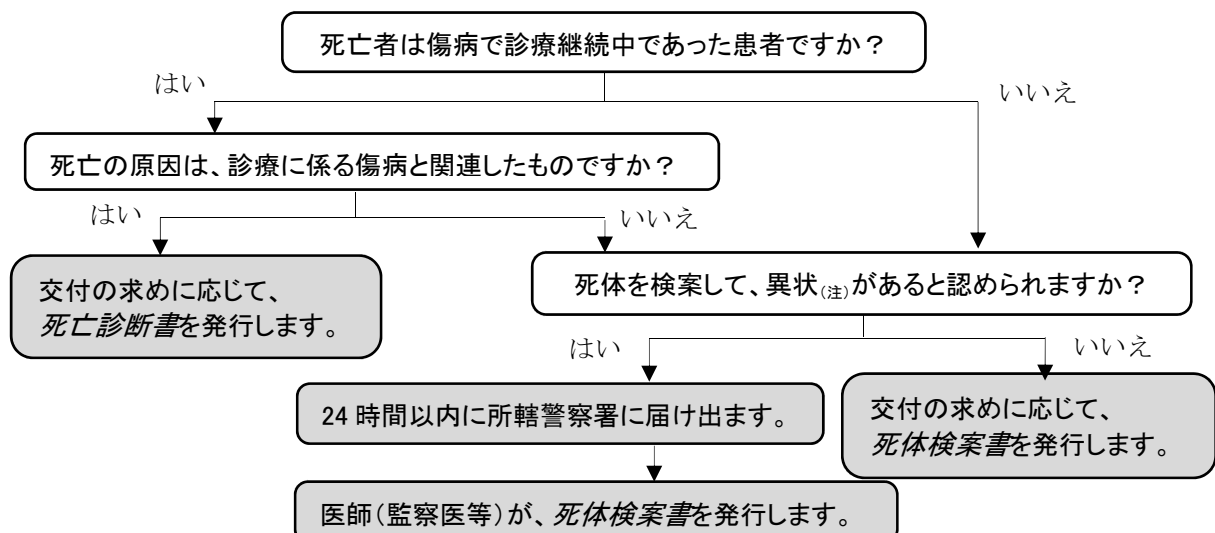 死亡者は傷病で診療継続中であった患者ですか？
はい
いいえ
死亡の原因は、診療に係る傷病と関連したものですか？
はい
いいえ
交付の求めに応じて、
死亡診断書を発行します。
死体を検案して、異状(注)があると認められますか？
はい
いいえ
24 時間以内に所轄警察署に届け出ます。
交付の求めに応じて、
死体検案書を発行します。
医師（監察医等）が、死体検案書を発行します。